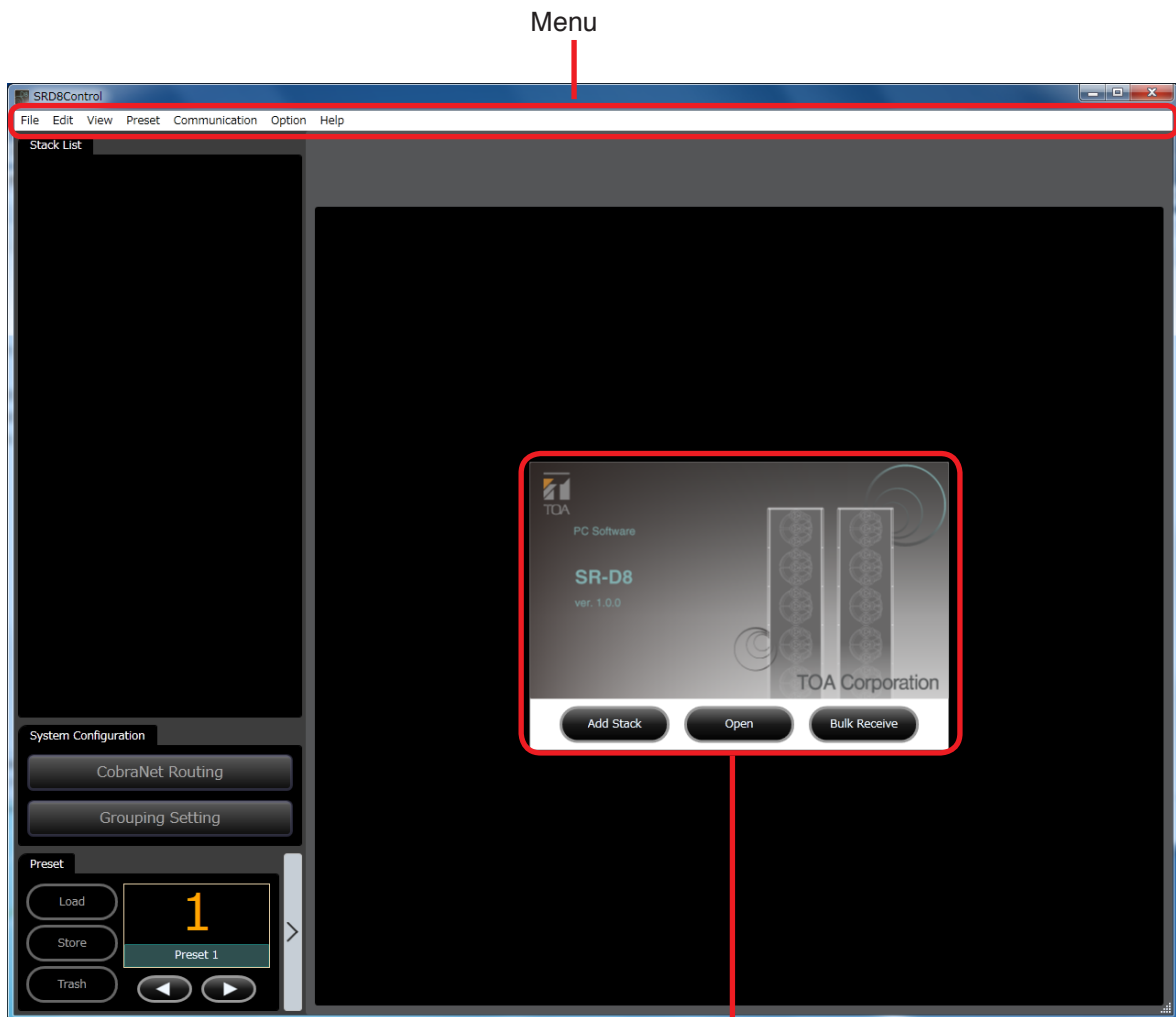 Menu
SRD8Control
File Edit View Preset Communication Option Help
Stack List
TOA
PC Software
SR-D8
ver. 1.0.0
TOA Corporation
Add Stack Open Bulk Receive
System Configuration
CobraNet Routing
Grouping Setting
Preset
Load
1
Store
Preset 1
Trash